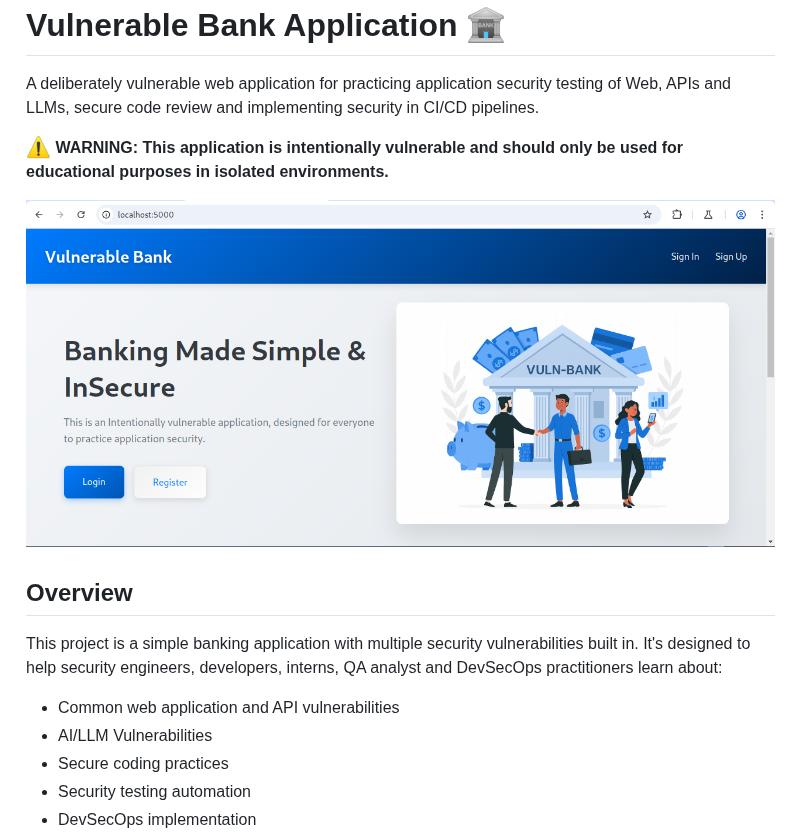 Vulnerable Bank Application
A deliberately vulnerable web application for practicing application security testing of Web, APIs and
LLMs, secure code review and implementing security in CI/CD pipelines.
WARNING: This application is intentionally vulnerable and should only be used for
educational purposes in isolated environments.
localhost:5000
Vulnerable Bank
Sign In Sign Up
Banking Made Simple &
InSecure
This is an Intentionally vulnerable application, designed for everyone
to practice application security.
Login Register
VULN-BANK
Overview
This project is a simple banking application with multiple security vulnerabilities built in. It's designed to
help security engineers, developers, interns, QA analyst and DevSecOps practitioners learn about:
• Common web application and API vulnerabilities
• AI/LLM Vulnerabilities
• Secure coding practices
• Security testing automation
• DevSecOps implementation